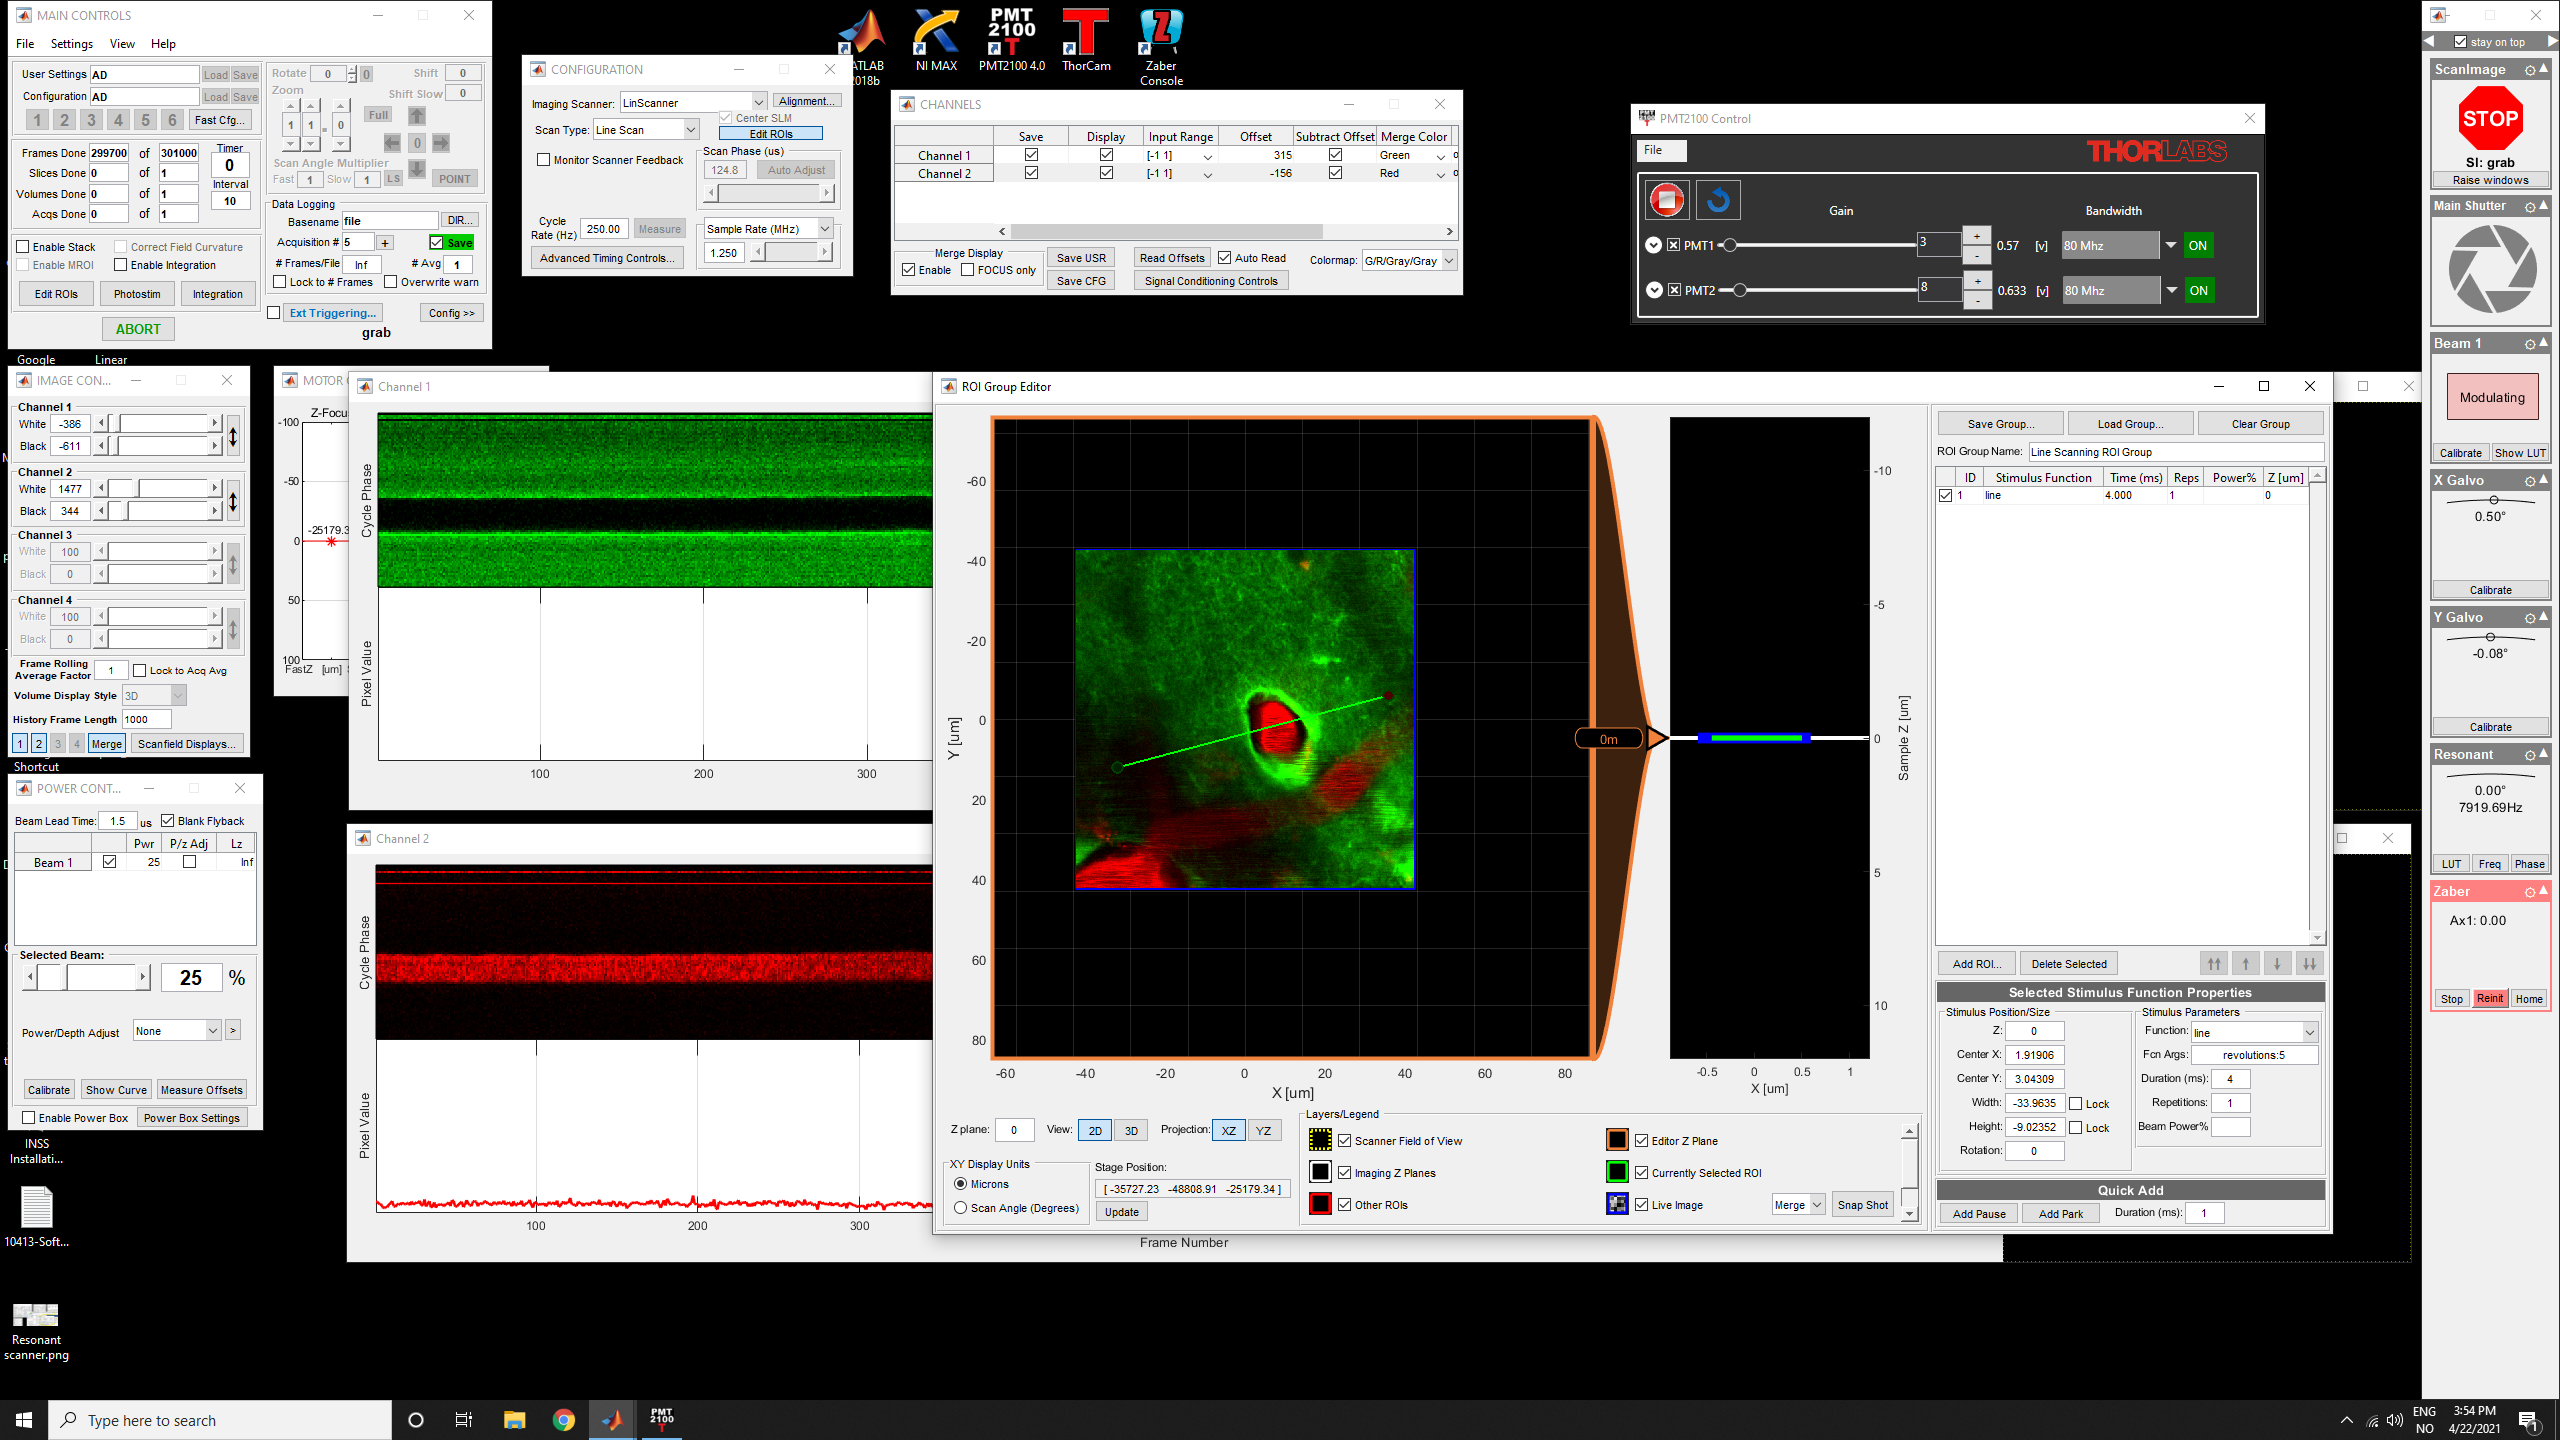 MAIN CONTROLS
File Settings View Help
User Settings AD Load Save
Configuration AD Load Save
1 2 3 4 5 6 Fast Cfg...
Frames Done 299700 of 301000
Slices Done 0 of 1
Volumes Done 0 of 1
Acqs Done 0 of 1
Timer
0
Interval
10
Enable Stack Correct Field Curvature
Enable MROI Enable Integration
Edit ROIs Photostim Integration
ABORT
Rotate 0 0 Shift 0
Zoom Shift Slow 0
Full
1 1 . 0 0
Scan Angle Multiplier
Fast 1 Slow 1 LS POINT
Data Logging
Basename file DIR...
Acquisition # 5 + Save
# Frames/File Inf # Avg 1
Lock to # Frames Overwrite warn
Ext Triggering... Config >>
grab
Google Linear
CONFIGURATION
Imaging Scanner: LinScanner Alignment...
Center SLM
Scan Type: Line Scan Edit ROIs
Monitor Scanner Feedback
Scan Phase (us)
124.8 Auto Adjust
Cycle
Rate (Hz) 250.00 Measure
Sample Rate (MHz)
1.250
Advanced Timing Controls...
ATLAB
2018b
NI MAX
PMT
2100
PMT2100 4.0
ThorCam
Zaber
Console
CHANNELS
Save Display Input Range Offset Subtract Offset Merge Color
Channel 1 [-1 1] 315 Green
Channel 2 [-1 1] -156 Red
Merge Display
Enable FOCUS only
Save USR
Save CFG
Read Offsets Auto Read
Signal Conditioning Controls
Colormap: G/R/Gray/Gray
PMT2100 Control
File
THORLABS
Gain Bandwidth
PMT1 3 + - 0.57 [v] 80 Mhz ON
PMT2 8 + - 0.633 [v] 80 Mhz ON
stay on top
ScanImage
STOP
SI: grab
Raise windows
Main Shutter
Beam 1
Modulating
Calibrate Show LUT
X Galvo
0.50°
Calibrate
Y Galvo
-0.08°
Calibrate
Resonant
0.00°
7919.69Hz
LUT Freq Phase
Zaber
Ax1: 0.00
Stop Reinit Home
IMAGE CON...
Channel 1
White -386
Black -611
Channel 2
White 1477
Black 344
Channel 3
White 100
Black 0
Channel 4
White 100
Black 0
Frame Rolling
Average Factor 1 Lock to Acq Avg
Volume Display Style 3D
History Frame Length 1000
1 2 3 4 Merge Scanfield Displays...
Shortcut
MOTOR
Z-Focus
-100
-50
-25179.3
0
50
100
FastZ [um]
Channel 1
Cycle Phase
Pixel Value
100 200 300
Channel 2
Cycle Phase
Pixel Value
100 200 300
Frame Number
POWER CONT...
Beam Lead Time: 1.5 us Blank Flyback
Pwr P/z Adj Lz
Beam 1 25 Inf
Selected Beam:
25 %
Power/Depth Adjust None >
Calibrate Show Curve Measure Offsets
Enable Power Box Power Box Settings
INSS
Installati...
10413-Soft...
Resonant
scanner.png
ROI Group Editor
Y [um]
-60
-40
-20
0
20
40
60
80
-60 -40 -20 0 20 40 60 80
X [um]
0m
-10
-5
0
5
10
Sample Z [um]
-0.5 0 0.5 1
X [um]
Z plane: 0 View: 2D 3D Projection: XZ YZ
XY Display Units
Microns
Scan Angle (Degrees)
Stage Position:
[ -35727.23 -48808.91 -25179.34 ]
Update
Layers/Legend
Scanner Field of View Editor Z Plane
Imaging Z Planes Currently Selected ROI
Other ROIs Live Image Merge Snap Shot
Save Group... Load Group... Clear Group
ROI Group Name: Line Scanning ROI Group
ID Stimulus Function Time (ms) Reps Power% Z [um]
1 line 4.000 1 0
Add ROI... Delete Selected
Selected Stimulus Function Properties
Stimulus Position/Size
Z: 0
Center X: 1.91906
Center Y: 3.04309
Width: -33.9635 Lock
Height: -9.02352 Lock
Rotation: 0
Stimulus Parameters
Function: line
Fcn Args: revolutions:5
Duration (ms): 4
Repetitions: 1
Beam Power%
Quick Add
Add Pause Add Park Duration (ms): 1
Type here to search
PMT
2100
ENG
NO
3:54 PM
4/22/2021
1